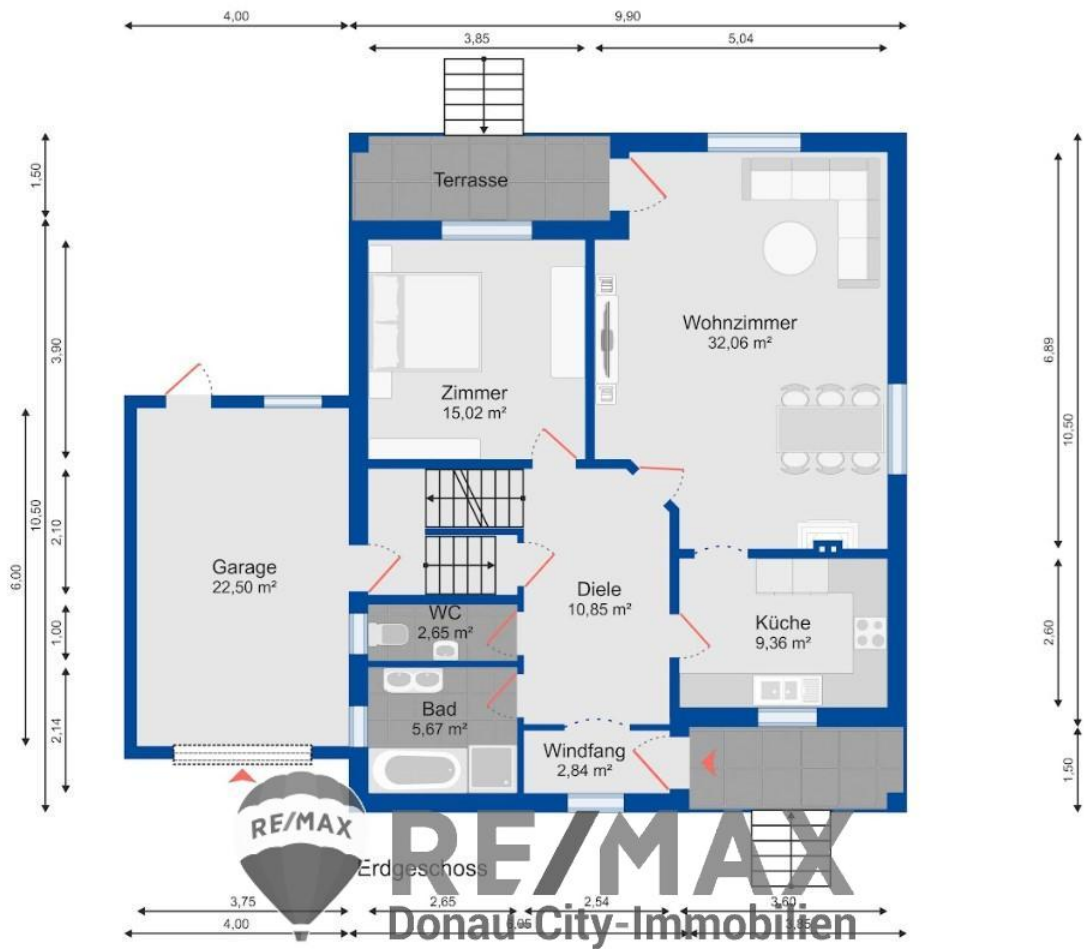 4,00
9,90
3,85
5,04
1,50
Terrasse
3,90
Wohnzimmer
32,06 m²
6,89
Zimmer
15,02 m²
10,50
10,50
2,10
6,00
Garage
22,50 m²
Diele
10,85 m²
WC
2,65 m²
Küche
9,36 m²
1,00
2,60
Bad
5,67 m²
2,14
Windfang
2,84 m²
1,50
RE/MAX
RE/MAX
Erdgeschoss
3,75
2,65
2,54
3,60
4,00
6,05
3,85
Donau-City-Immobilien